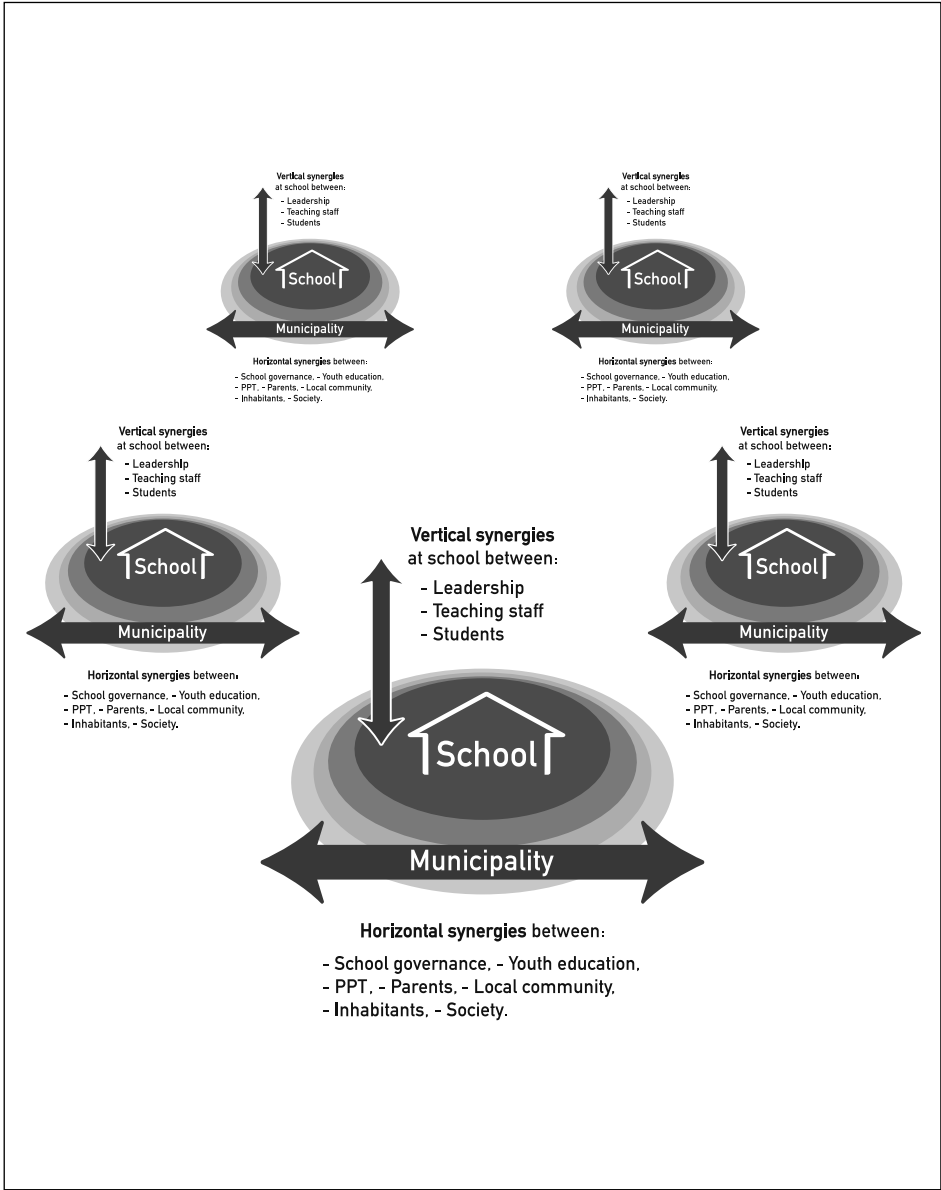 Vertical synergies
at school between:
- Leadership
- Teaching staff
- Students
School
Municipality
Horizontal synergies between:
- School governance, - Youth education,
- PPT, - Parents, - Local community,
- Inhabitants, - Society.
Vertical synergies
at school between:
- Leadership
- Teaching staff
- Students
School
Municipality
Horizontal synergies between:
- School governance, - Youth education,
- PPT, - Parents, - Local community,
- Inhabitants, - Society.
Vertical synergies
at school between:
- Leadership
- Teaching staff
- Students
School
Municipality
Horizontal synergies between:
- School governance, - Youth education,
- PPT, - Parents, - Local community,
- Inhabitants, - Society.
Vertical synergies
at school between:
- Leadership
- Teaching staff
- Students
School
Municipality
Horizontal synergies between:
- School governance, - Youth education,
- PPT, - Parents, - Local community,
- Inhabitants, - Society.
Vertical synergies
at school between:
- Leadership
- Teaching staff
- Students
School
Municipality
Horizontal synergies between:
- School governance, - Youth education,
- PPT, - Parents, - Local community,
- Inhabitants, - Society.